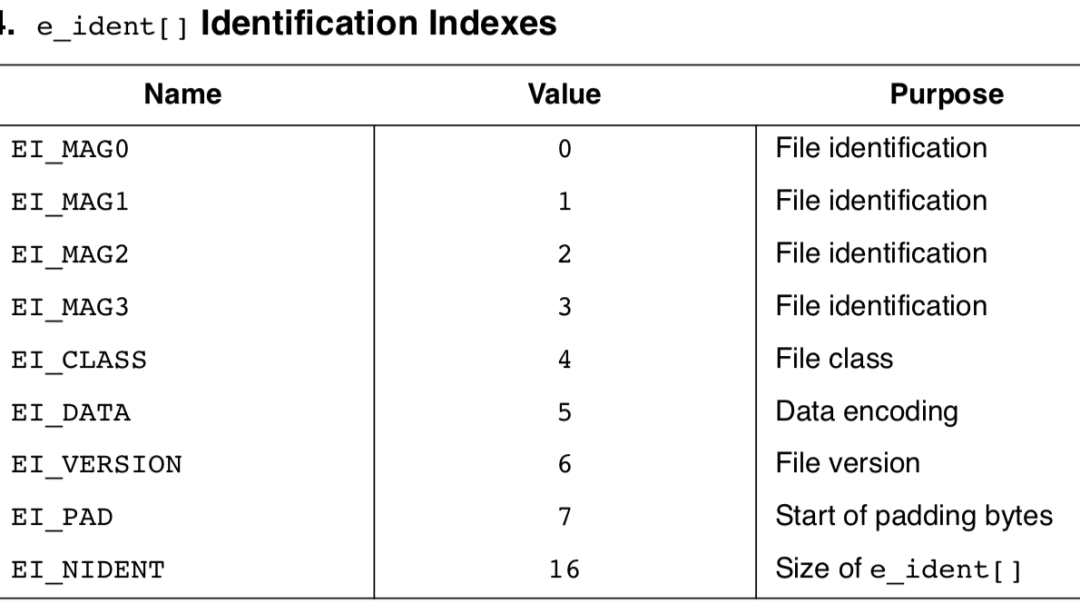 4. e_ident[] Identification Indexes
Name Value Purpose
EI_MAG0 0 File identification
EI_MAG1 1 File identification
EI_MAG2 2 File identification
EI_MAG3 3 File identification
EI_CLASS 4 File class
EI_DATA 5 Data encoding
EI_VERSION 6 File version
EI_PAD 7 Start of padding bytes
EI_NIDENT 16 Size of e_ident[]